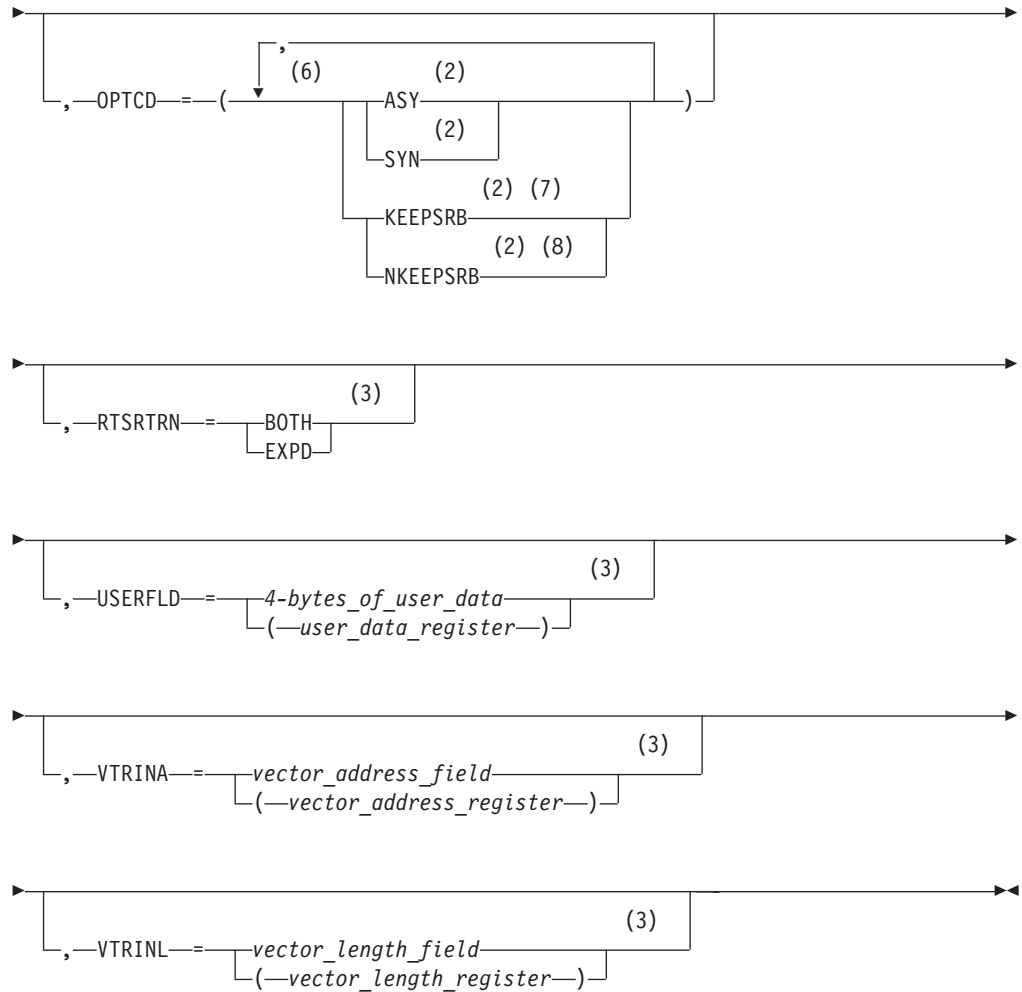 ,
(6) (2)
, OPTCD = ( ASY )
(2)
SYN
(2) (7)
KEEPSRB
(2) (8)
NKEEPSRB
(3)
, RTSRTRN = BOTH
EXPD
(3)
, USERFLD = 4-bytes_of_user_data
( user_data_register )
(3)
, VTRINA = vector_address_field
( vector_address_register )
(3)
, VTRINL = vector_length_field
( vector_length_register )